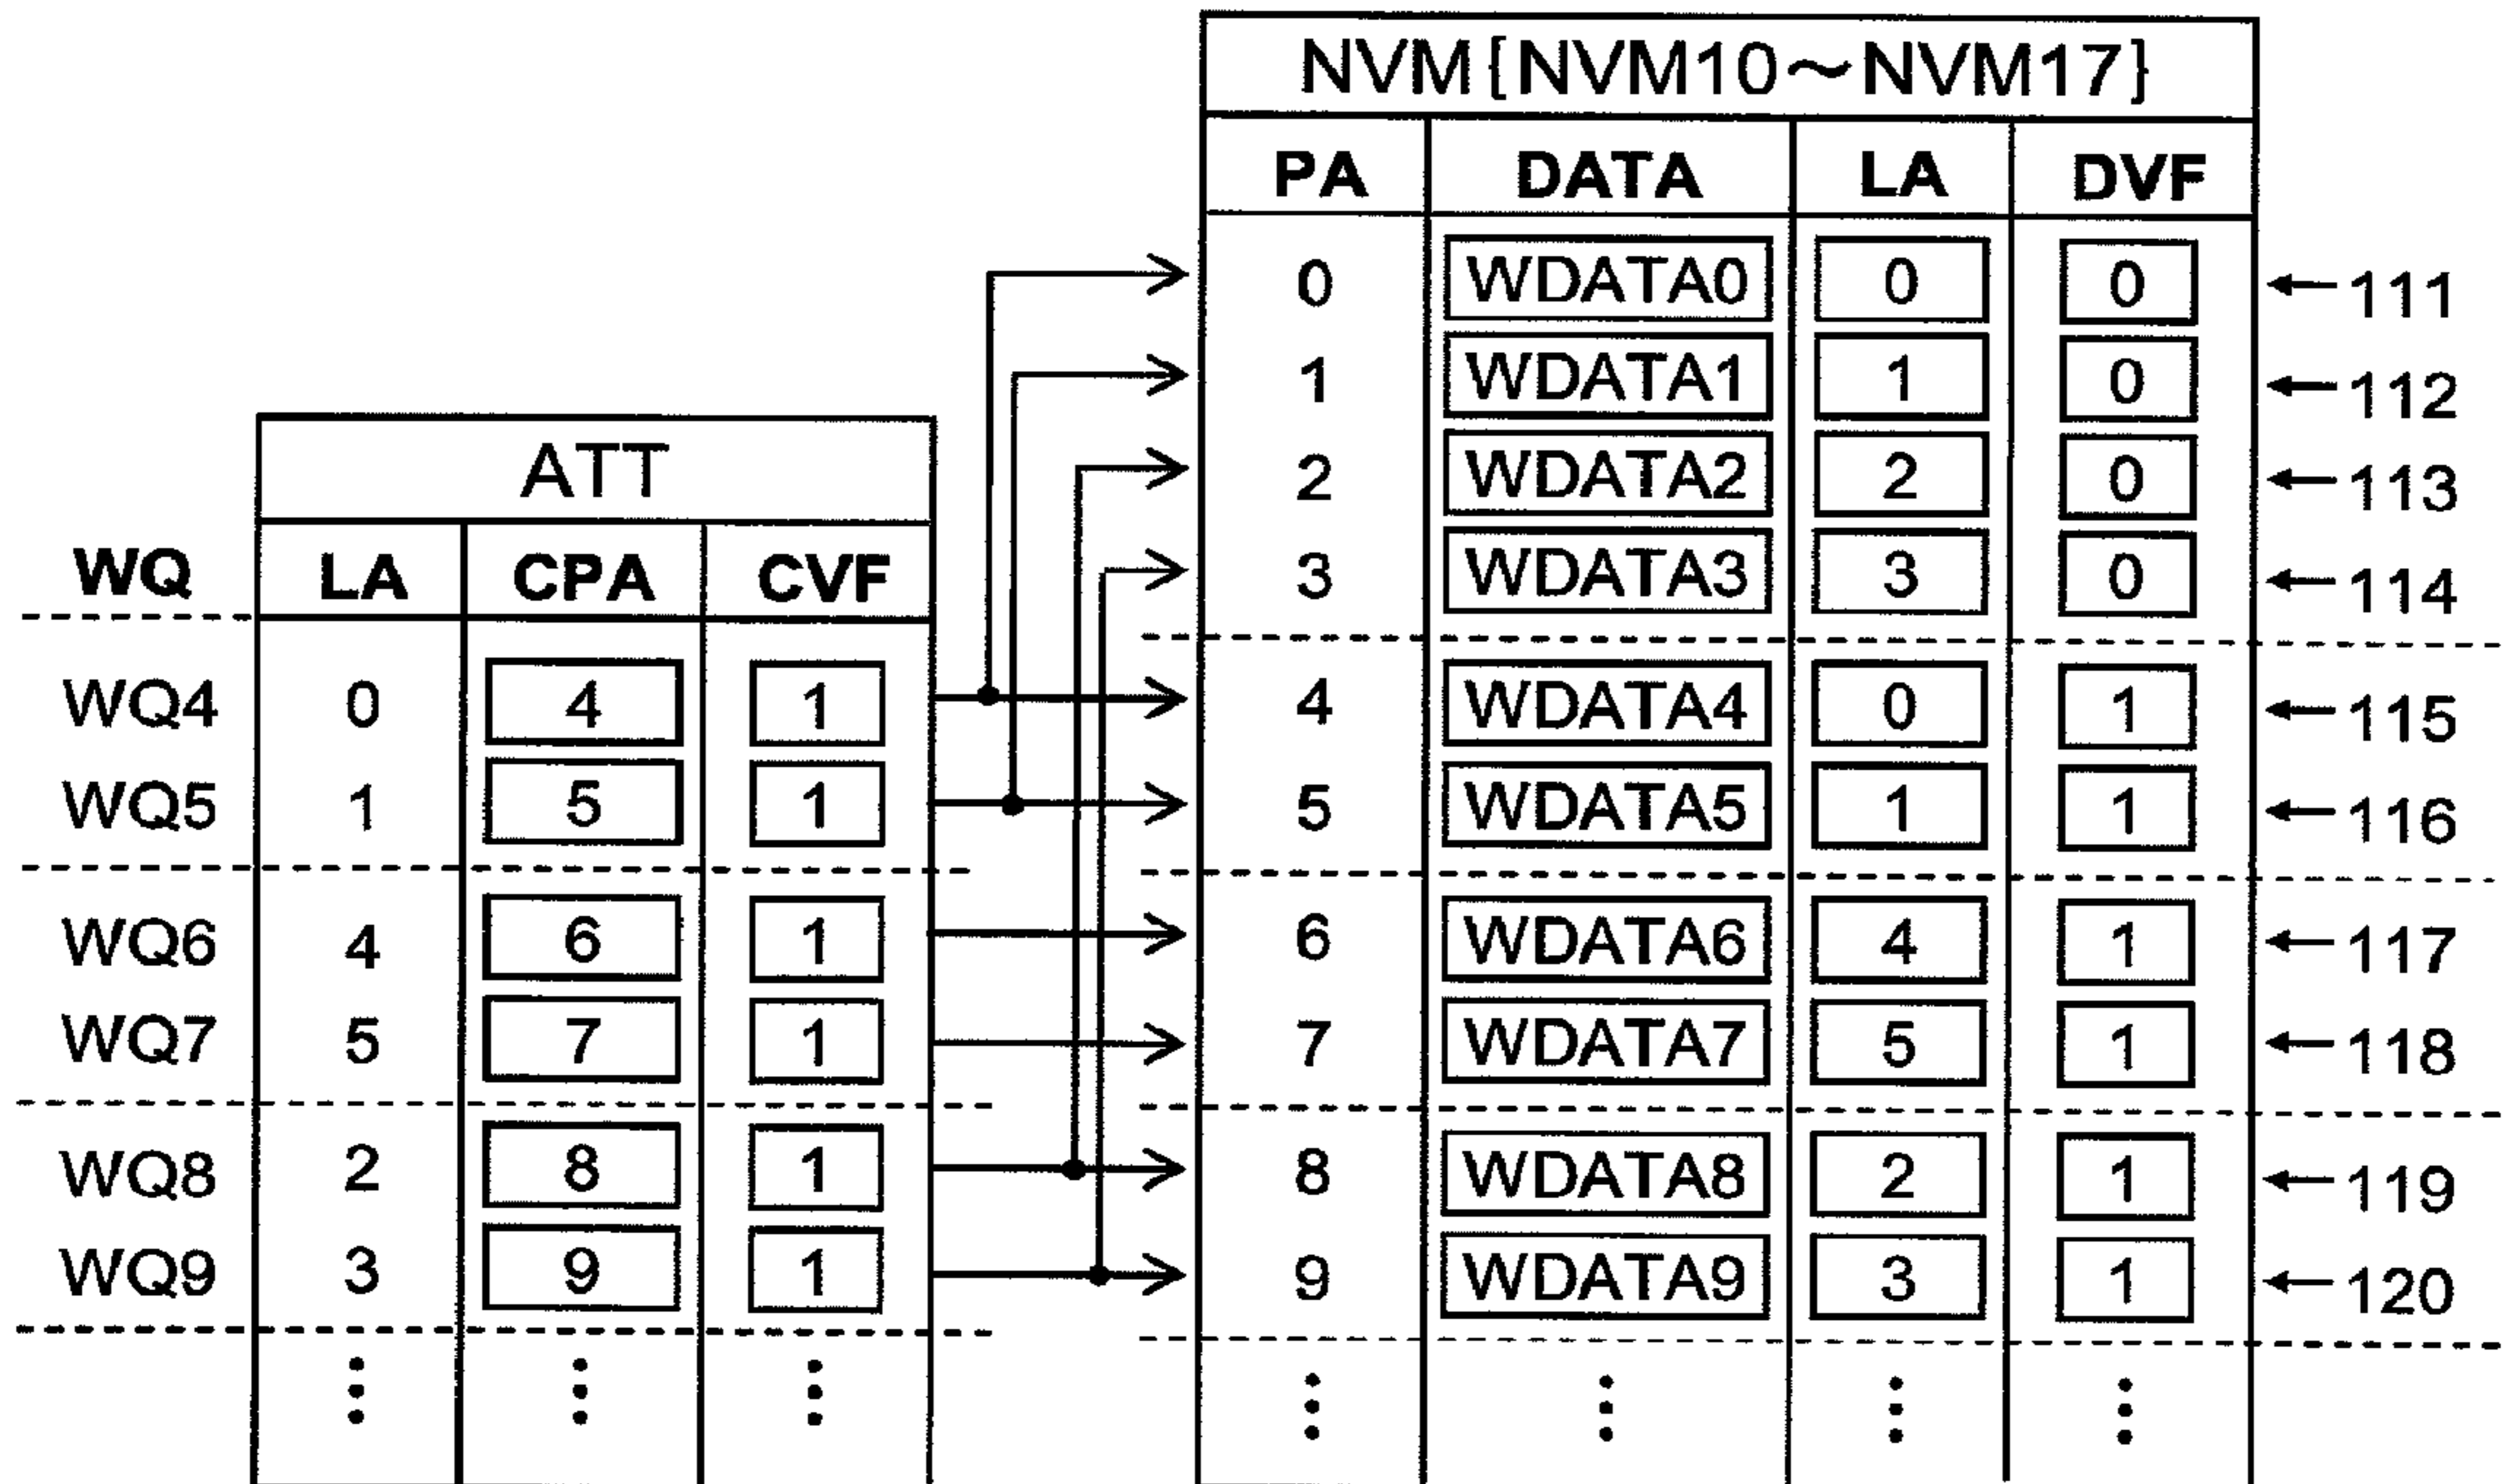 NVM{NVM10～NVM17}
PA DATA LA DVF
0 WDATA0 0 0 111
1 WDATA1 1 0 112
2 WDATA2 2 0 113
3 WDATA3 3 0 114
4 WDATA4 0 1 115
5 WDATA5 1 1 116
6 WDATA6 4 1 117
7 WDATA7 5 1 118
8 WDATA8 2 1 119
9 WDATA9 3 1 120
ATT
WQ LA CPA CVF
WQ4 0 4 1
WQ5 1 5 1
WQ6 4 6 1
WQ7 5 7 1
WQ8 2 8 1
WQ9 3 9 1